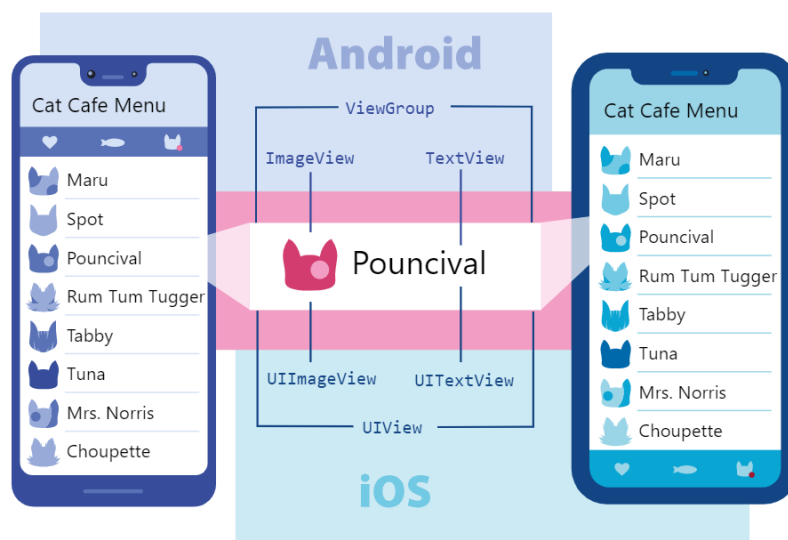 Android
Cat Cafe Menu
Maru
Spot
Pouncival
Rum Tum Tugger
Tabby
Tuna
Mrs. Norris
Choupette
ViewGroup
ImageView
TextView
Pouncival
UIImageView
UITextView
UIView
iOS
Cat Cafe Menu
Maru
Spot
Pouncival
Rum Tum Tugger
Tabby
Tuna
Mrs. Norris
Choupette